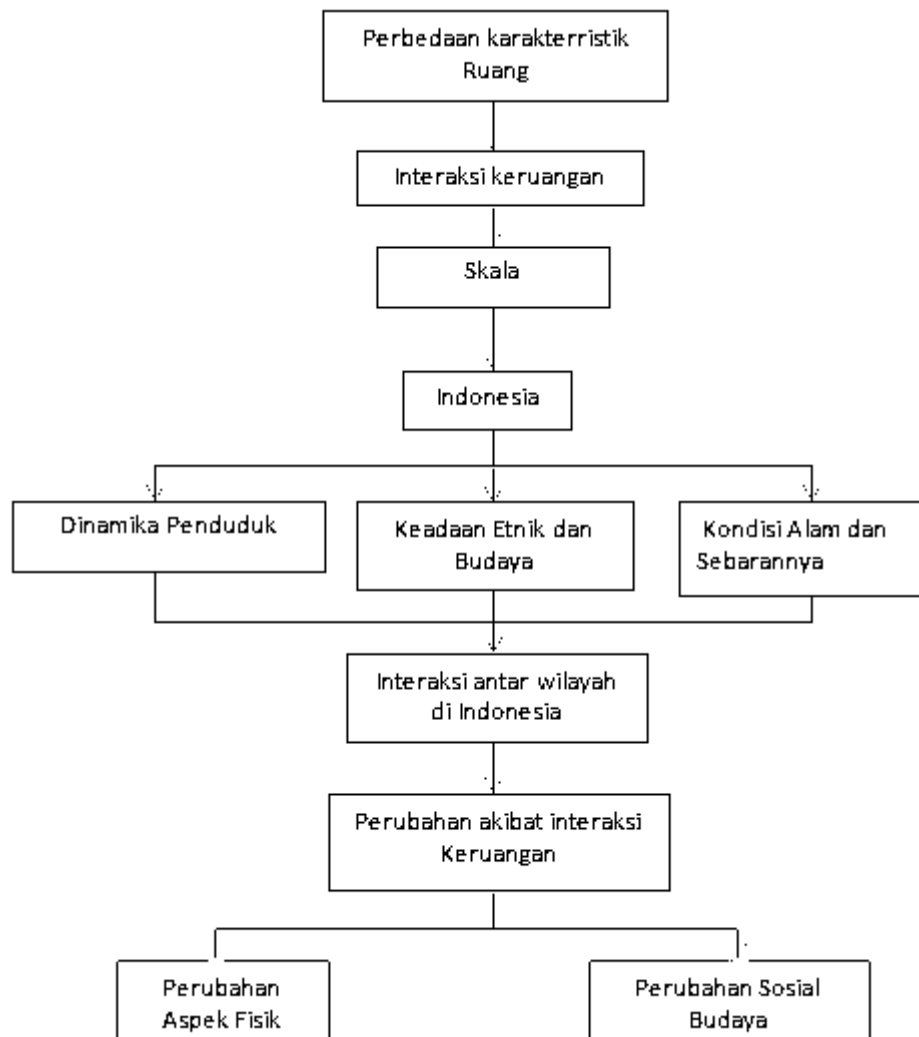 Perbedaan karakterristik
Ruang
Interaksi keruangan
Skala
Indonesia
Dinamika Penduduk
Keadaan Etnik dan
Budaya
Kondisi Alam dan
Sebarannya
Interaksi antar wilayah
di Indonesia
Perubahan akibat interaksi
Keruangan
Perubahan
Aspek Fisik
Perubahan Sosial
Budaya